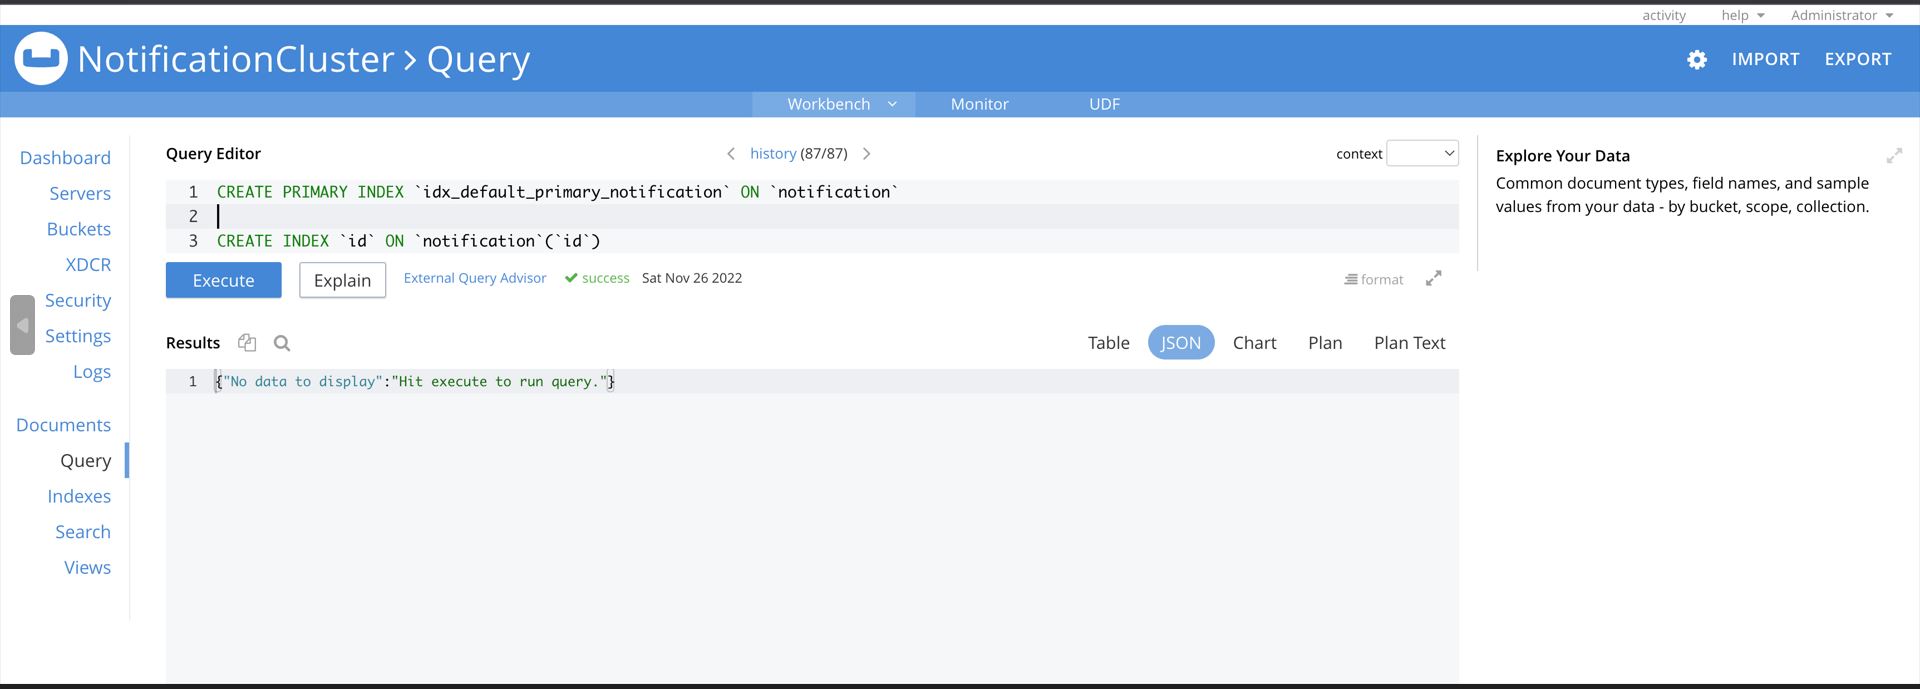 activity help Administrator
NotificationCluster > Query
IMPORT EXPORT
Workbench Monitor UDF
Dashboard
Servers
Buckets
XDCR
Security
Settings
Logs
Documents
Query
Indexes
Search
Views
Query Editor
history (87/87)
context
1 CREATE PRIMARY INDEX `idx_default_primary_notification` ON `notification`
2
3 CREATE INDEX `id` ON `notification`(`id`)
Execute Explain External Query Advisor success Sat Nov 26 2022 format
Results
Table JSON Chart Plan Plan Text
1 {"No data to display":"Hit execute to run query."}
Explore Your Data
Common document types, field names, and sample
values from your data - by bucket, scope, collection.